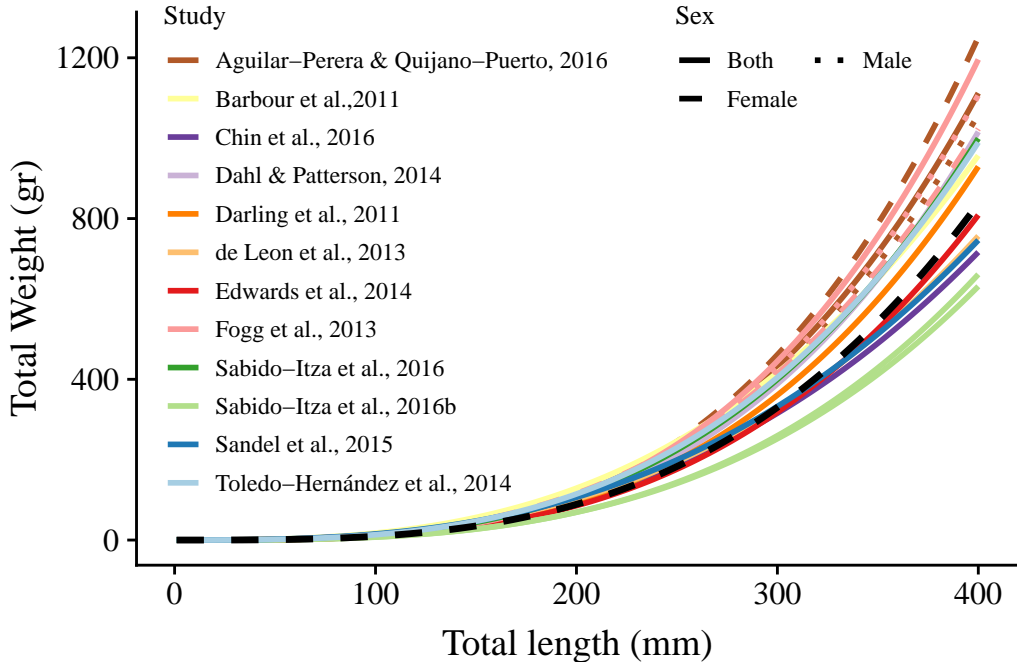 Study
Aguilar−Perera & Quijano−Puerto, 2016
Barbour et al.,2011
Chin et al., 2016
Dahl & Patterson, 2014
Darling et al., 2011
de Leon et al., 2013
Edwards et al., 2014
Fogg et al., 2013
Sabido−Itza et al., 2016
Sabido−Itza et al., 2016b
Sandel et al., 2015
Toledo−Hernández et al., 2014
Sex
Both
Male
Female
Total Weight (gr)
1200
800
400
0
0
100
200
300
400
Total length (mm)